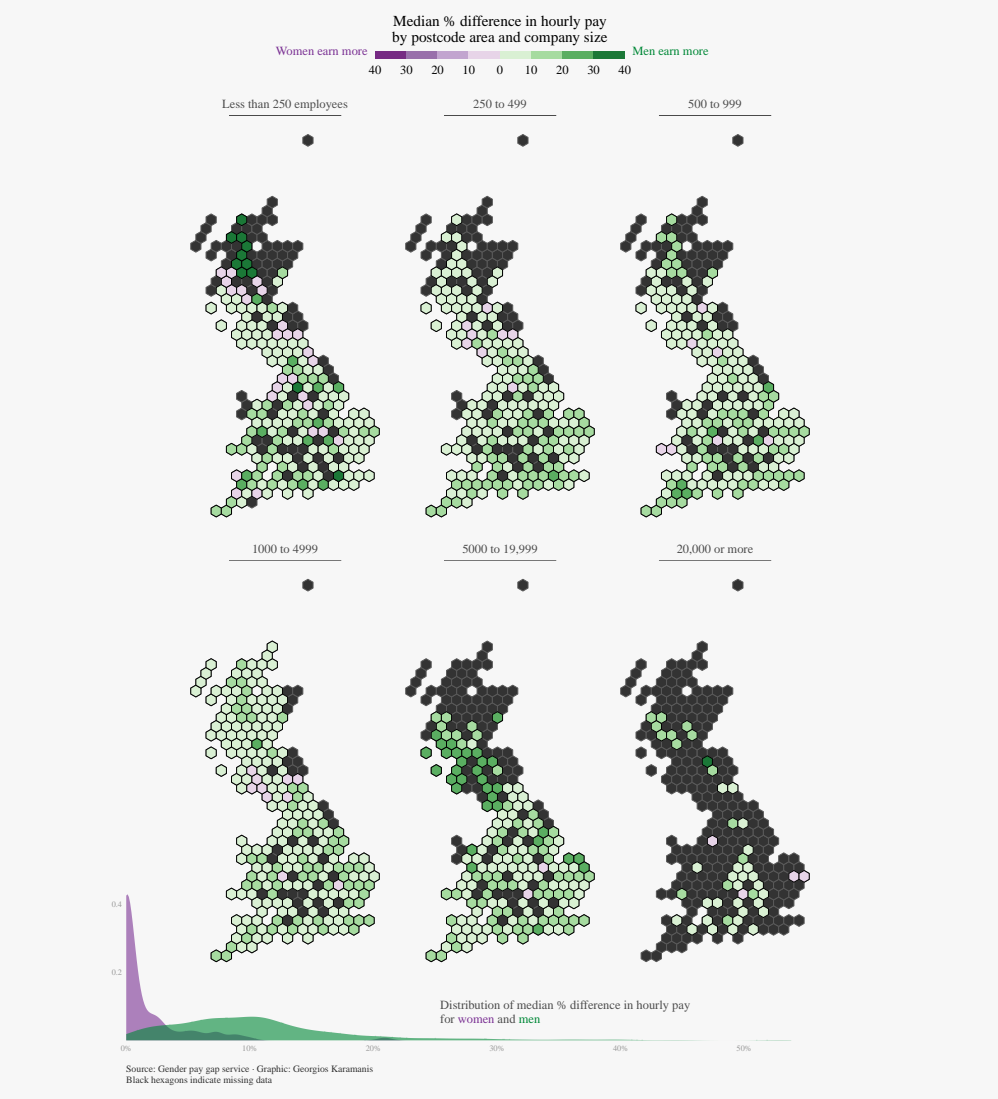 Median % difference in hourly pay
by postcode area and company size
Women earn more
Men earn more
40 30 20 10 0 10 20 30 40
Less than 250 employees
250 to 499
500 to 999
1000 to 4999
5000 to 19,999
20,000 or more
0.4
0.2
Distribution of median % difference in hourly pay
for women and men
0% 10% 20% 30% 40% 50%
Source: Gender pay gap service · Graphic: Georgios Karamanis
Black hexagons indicate missing data